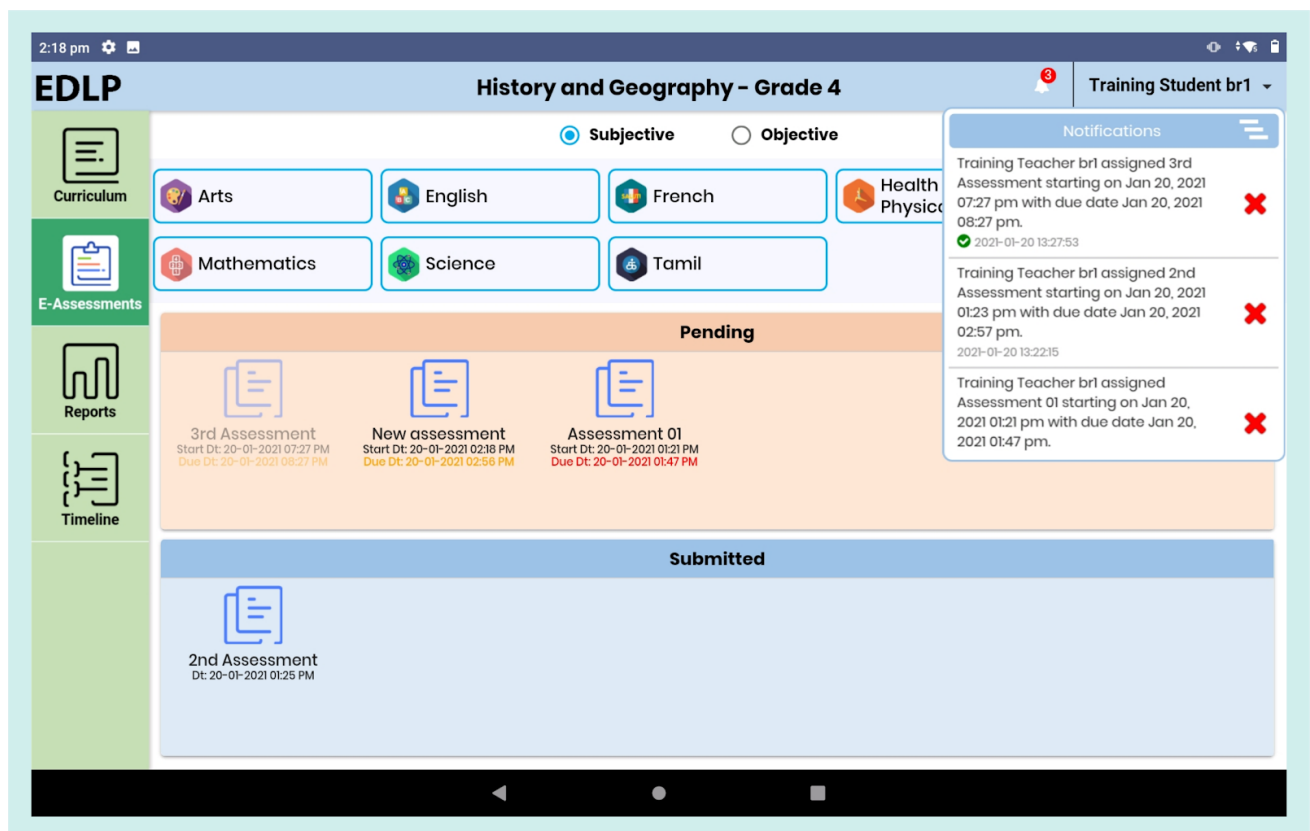 2:18 pm
EDLP
History and Geography - Grade 4
3
Training Student br1
Curriculum
E-Assessments
Reports
Timeline
Subjective
Objective
Arts
English
French
Health
Mathematics
Science
Tamil
Notifications
Training Teacher br1 assigned 3rd
Assessment starting on Jan 20, 2021
07:27 pm with due date Jan 20, 2021
08:27 pm.
2021-01-20 13:27:53
Training Teacher br1 assigned 2nd
Assessment starting on Jan 20, 2021
01:23 pm with due date Jan 20, 2021
02:57 pm.
2021-01-20 13:22:15
Training Teacher br1 assigned
Assessment 01 starting on Jan 20,
2021 01:21 pm with due date Jan 20,
2021 01:47 pm.
Pending
3rd Assessment
Start Dt: 20-01-2021 07:27 PM
Due Dt: 20-01-2021 08:27 PM
New assessment
Start Dt: 20-01-2021 02:18 PM
Due Dt: 20-01-2021 02:56 PM
Assessment 01
Start Dt: 20-01-2021 01:21 PM
Due Dt: 20-01-2021 01:47 PM
Submitted
2nd Assessment
Dt: 20-01-2021 01:25 PM